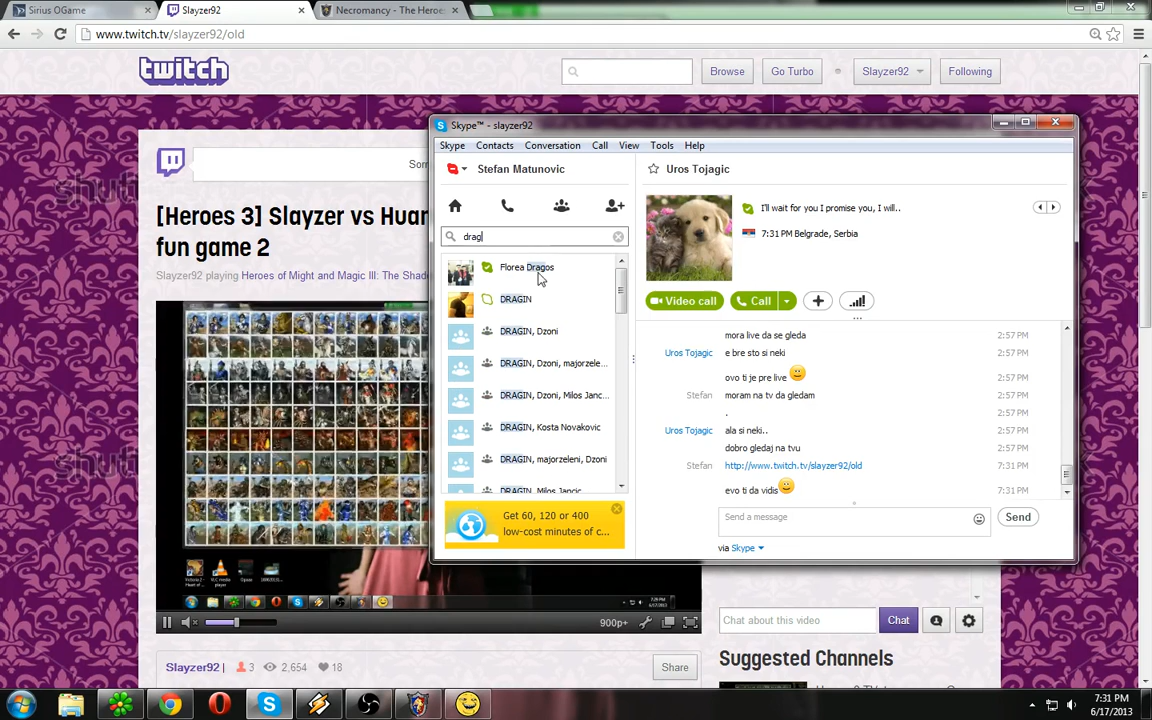 Sirius OGame
Slayzer92
Necromancy - The Heroe
www.twitch.tv/slayzer92/old
twitch
Browse
Go Turbo
Slayzer92
Following
Sorr
[Heroes 3] Slayzer vs Huar
fun game 2
Slayzer92 playing Heroes of Might and Magic III: The Shade
900p+
Slayzer92 |
3
2,654
18
Share
Skype™ - slayzer92
Skype
Contacts
Conversation
Call
View
Tools
Help
Stefan Matunovic
drag
Florea Dragos
DRAGIN
DRAGIN, Dzoni
DRAGIN, Dzoni, majorzele...
DRAGIN, Dzoni, Milos Janc...
DRAGIN, Kosta Novakovic
DRAGIN, majorzeleni, Dzoni
DRAGIN, Milos Jancic
Get 60, 120 or 400
low-cost minutes of c...
Uros Tojagic
I'll wait for you I promise you, I will..
7:31 PM Belgrade, Serbia
Video call
Call
mora live da se gleda 2:57 PM
Uros Tojagic e bre sto si neki 2:57 PM
ovo ti je pre live 2:57 PM
Stefan moram na tv da gledam 2:57 PM
. 2:57 PM
Uros Tojagic ala si neki.. 2:57 PM
dobro gledaj na tvu 2:57 PM
Stefan http://www.twitch.tv/slayzer92/old 7:31 PM
evo ti da vidis 7:31 PM
Send a message
Send
via Skype
Chat about this video
Chat
Suggested Channels
7:31 PM
6/17/2013